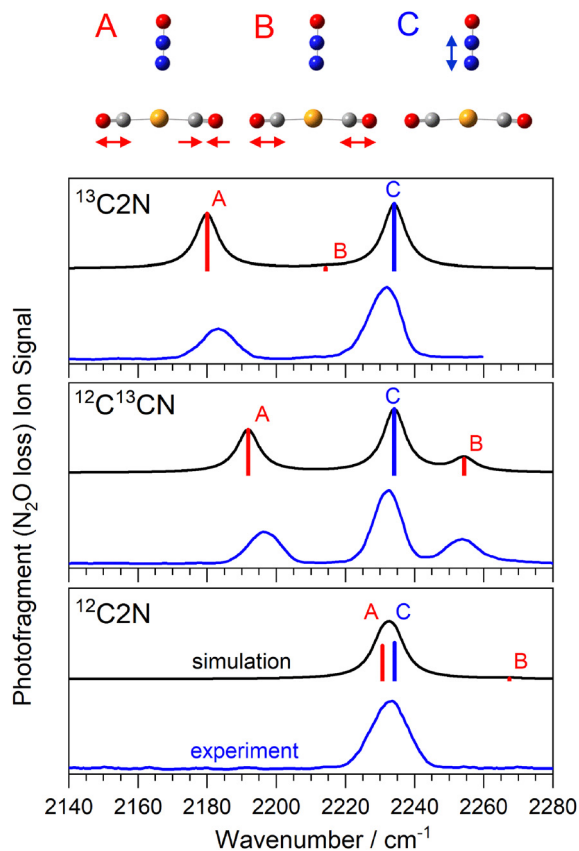 A B C
¹³C2N
A
B
C
¹²C¹³CN
A
C
B
¹²C2N
A
C
B
simulation
experiment
2140 2160 2180 2200 2220 2240 2260 2280
Wavenumber / cm⁻¹
Photofragment (N₂O loss) Ion Signal